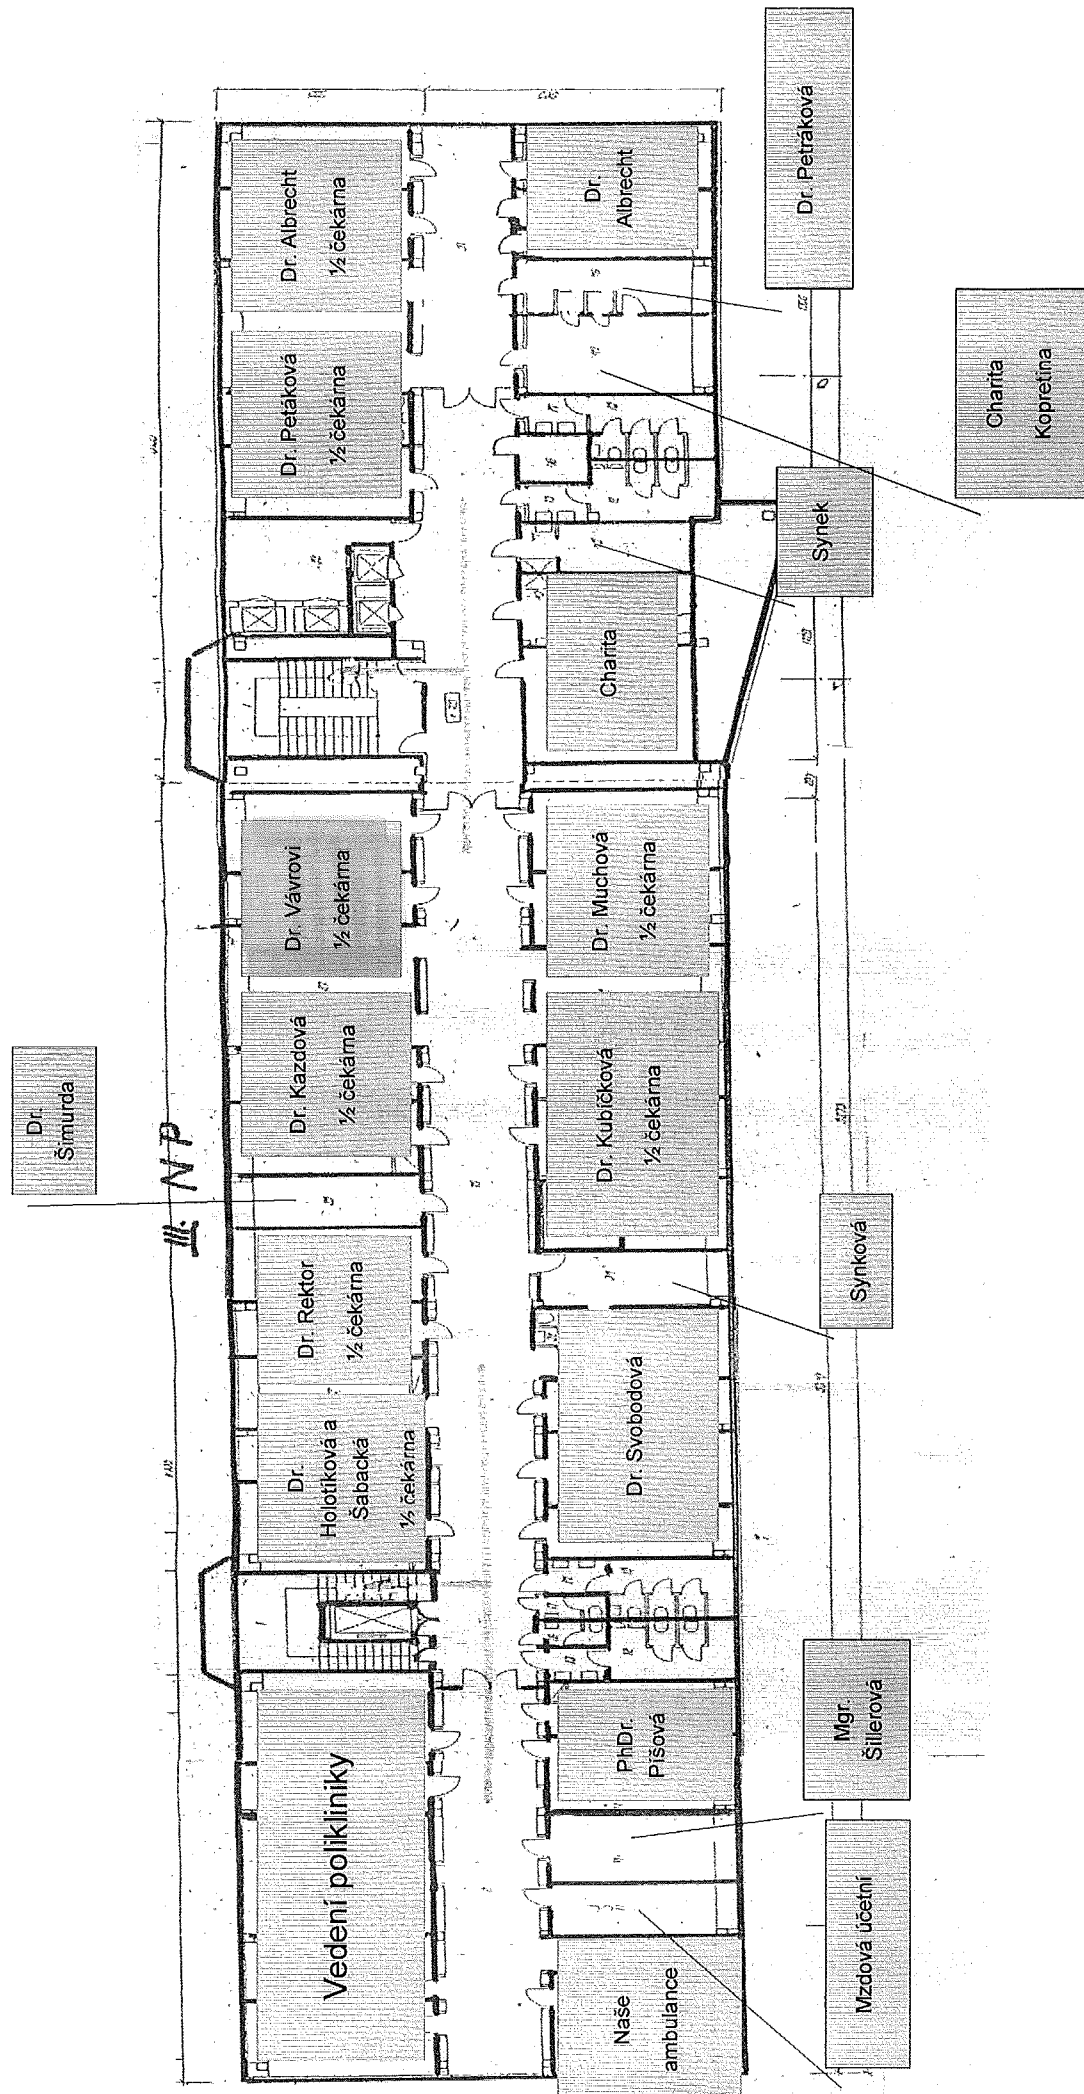 III. NP
Dr.
Šimurda
Vedení polikliniky
Dr.
Holotíková a
Šabacká
½ čekárna
Dr. Rektor
½ čekárna
Dr. Kazdová
½ čekárna
Dr. Vávrovi
½ čekárna
Dr. Petáková
½ čekárna
Dr. Albrecht
½ čekárna
Naše
ambulance
PhDr.
Píšová
Dr. Svobodová
Dr. Kubíčková
½ čekárna
Dr. Muchová
½ čekárna
Charita
Dr.
Albrecht
Mzdová účetní
Mgr.
Šillerová
Synková
Synek
Charita
Kopretina
Dr. Petráková